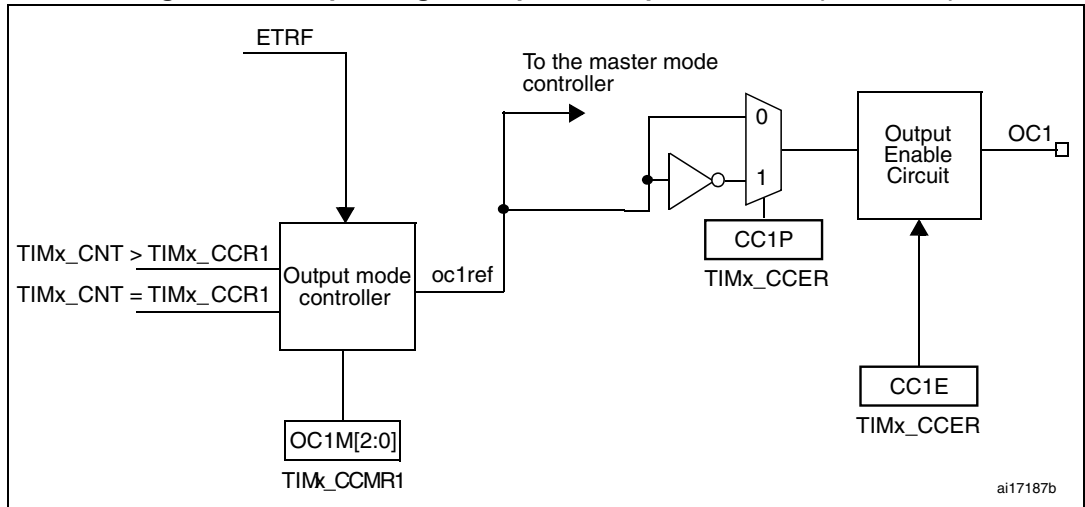 ETRF
To the master mode
controller
0
1
CC1P
TIMx_CCER
Output
Enable
Circuit
OC1
TIMx_CNT > TIMx_CCR1
TIMx_CNT = TIMx_CCR1
Output mode
controller
oc1ref
OC1M[2:0]
TIMx_CCMR1
CC1E
TIMx_CCER
ai17187b